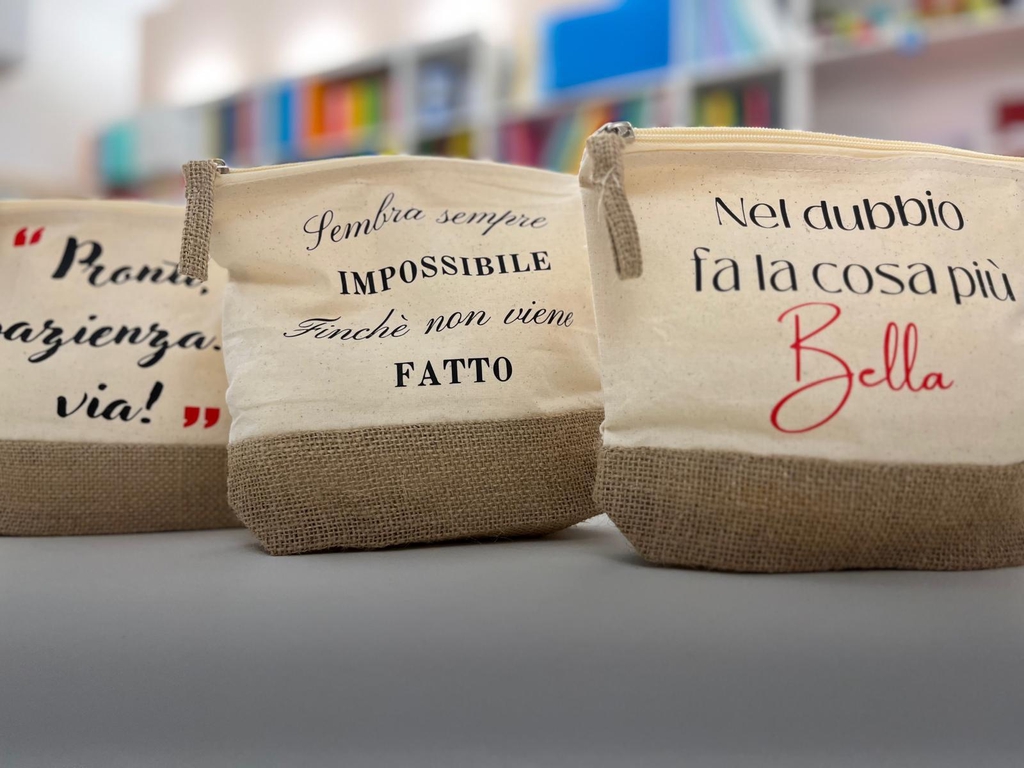 “ Pronti,
pazienza..
via! ”
Sembra sempre
IMPOSSIBILE
Finchè non viene
FATTO
Nel dubbio
fa la cosa più
Bella